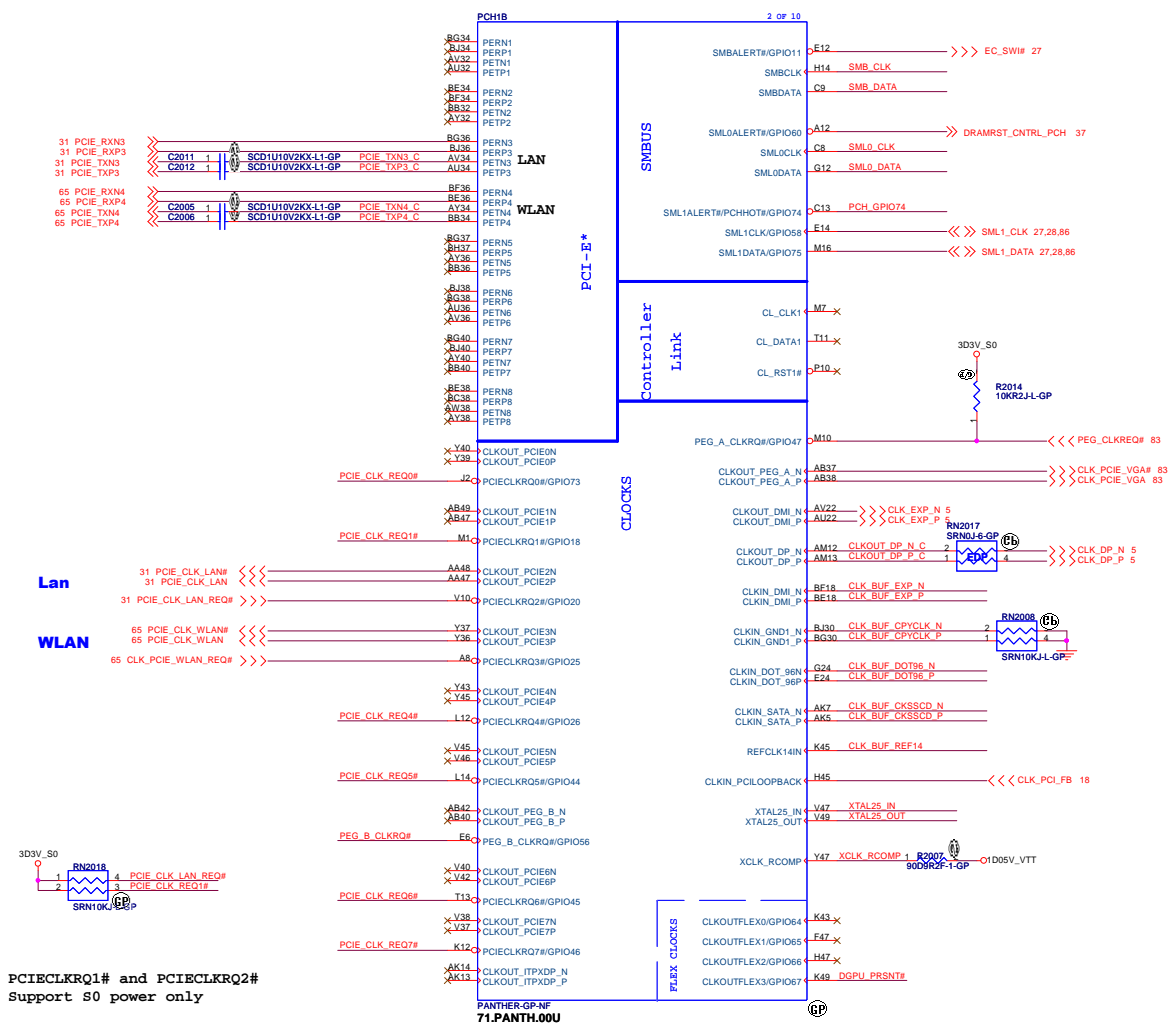 PCH1B
2 OF 10
BG34 PERN1
BJ34 PERP1
AV32 PETN1
AU32 PETP1
BE34 PERN2
BF34 PERP2
BB32 PETN2
AY32 PETP2
31 PCIE_RXN3 BG36 PERN3
31 PCIE_RXP3 BJ36 PERP3
31 PCIE_TXN3 C2011 1 SCD1U10V2KX-L1-GP PCIE_TXN3_C AV34 PETN3
31 PCIE_TXP3 C2012 1 SCD1U10V2KX-L1-GP PCIE_TXP3_C AU34 PETP3
LAN
65 PCIE_RXN4 BF36 PERN4
65 PCIE_RXP4 BE36 PERP4
65 PCIE_TXN4 C2005 1 SCD1U10V2KX-L1-GP PCIE_TXN4_C AY34 PETN4
65 PCIE_TXP4 C2006 1 SCD1U10V2KX-L1-GP PCIE_TXP4_C BB34 PETP4
WLAN
BG37 PERN5
BH37 PERP5
AY36 PETN5
BB36 PETP5
BJ38 PERN6
BG38 PERP6
AU36 PETN6
AV36 PETP6
BG40 PERN7
BJ40 PERP7
AY40 PETN7
BB40 PETP7
BE38 PERN8
BC38 PERP8
AW38 PETN8
AY38 PETP8
PCI-E*
SMBUS
SMBALERT#/GPIO11 E12 EC_SWI# 27
SMBCLK H14 SMB_CLK
SMBDATA C9 SMB_DATA
SML0ALERT#/GPIO60 A12 DRAMRST_CNTRL_PCH 37
SML0CLK C8 SML0_CLK
SML0DATA G12 SML0_DATA
SML1ALERT#/PCHHOT#/GPIO74 C13 PCH_GPIO74
SML1CLK/GPIO58 E14 SML1_CLK 27,28,86
SML1DATA/GPIO75 M16 SML1_DATA 27,28,86
Controller
Link
CL_CLK1 M7
CL_DATA1 T11
CL_RST1# P10
3D3V_S0
R2014
10KR2J-L-GP
1
PEG_A_CLKRQ#/GPIO47 M10 PEG_CLKREQ# 83
CLOCKS
Y40 CLKOUT_PCIE0N
Y39 CLKOUT_PCIE0P
PCIE_CLK_REQ0# J2 PCIECLKRQ0#/GPIO73
AB49 CLKOUT_PCIE1N
AB47 CLKOUT_PCIE1P
PCIE_CLK_REQ1# M1 PCIECLKRQ1#/GPIO18
Lan
31 PCIE_CLK_LAN# AA48 CLKOUT_PCIE2N
31 PCIE_CLK_LAN AA47 CLKOUT_PCIE2P
31 PCIE_CLK_LAN_REQ# V10 PCIECLKRQ2#/GPIO20
WLAN
65 PCIE_CLK_WLAN# Y37 CLKOUT_PCIE3N
65 PCIE_CLK_WLAN Y36 CLKOUT_PCIE3P
65 CLK_PCIE_WLAN_REQ# A8 PCIECLKRQ3#/GPIO25
Y43 CLKOUT_PCIE4N
Y45 CLKOUT_PCIE4P
PCIE_CLK_REQ4# L12 PCIECLKRQ4#/GPIO26
V45 CLKOUT_PCIE5N
V46 CLKOUT_PCIE5P
PCIE_CLK_REQ5# L14 PCIECLKRQ5#/GPIO44
AB42 CLKOUT_PEG_B_N
AB40 CLKOUT_PEG_B_P
PEG_B_CLKRQ# E6 PEG_B_CLKRQ#/GPIO56
V40 CLKOUT_PCIE6N
V42 CLKOUT_PCIE6P
PCIE_CLK_REQ6# T13 PCIECLKRQ6#/GPIO45
V38 CLKOUT_PCIE7N
V37 CLKOUT_PCIE7P
PCIE_CLK_REQ7# K12 PCIECLKRQ7#/GPIO46
AK14 CLKOUT_ITPXDP_N
AK13 CLKOUT_ITPXDP_P
CLKOUT_PEG_A_N AB37 CLK_PCIE_VGA# 83
CLKOUT_PEG_A_P AB38 CLK_PCIE_VGA 83
CLKOUT_DMI_N AV22 CLK_EXP_N 5
CLKOUT_DMI_P AU22 CLK_EXP_P 5
RN2017
SRN0J-6-GP
CLKOUT_DP_N AM12 CLKOUT_DP_N_C 2 CLK_DP_N 5
CLKOUT_DP_P AM13 CLKOUT_DP_P_C 1 EDP 4 CLK_DP_P 5
CLKIN_DMI_N BF18 CLK_BUF_EXP_N
CLKIN_DMI_P BE18 CLK_BUF_EXP_P
RN2008
CLKIN_GND1_N BJ30 CLK_BUF_CPYCLK_N 2
CLKIN_GND1_P BG30 CLK_BUF_CPYCLK_P 1 4
SRN10KJ-L-GP
CLKIN_DOT_96N G24 CLK_BUF_DOT96_N
CLKIN_DOT_96P E24 CLK_BUF_DOT96_P
CLKIN_SATA_N AK7 CLK_BUF_CKSSCD_N
CLKIN_SATA_P AK5 CLK_BUF_CKSSCD_P
REFCLK14IN K45 CLK_BUF_REF14
CLKIN_PCILOOPBACK H45 CLK_PCI_FB 18
XTAL25_IN V47 XTAL25_IN
XTAL25_OUT V49 XTAL25_OUT
XCLK_RCOMP Y47 XCLK_RCOMP 1 R2007 2 1D05V_VTT
90D9R2F-1-GP
FLEX CLOCKS
CLKOUTFLEX0/GPIO64 K43
CLKOUTFLEX1/GPIO65 F47
CLKOUTFLEX2/GPIO66 H47
CLKOUTFLEX3/GPIO67 K49 DGPU_PRSNT#
3D3V_S0
RN2018
1 4 PCIE_CLK_LAN_REQ#
2 3 PCIE_CLK_REQ1#
GP
PCIECLKRQ1# and PCIECLKRQ2#
Support S0 power only
PANTHER-GP-NF
71.PANTH.00U
GP